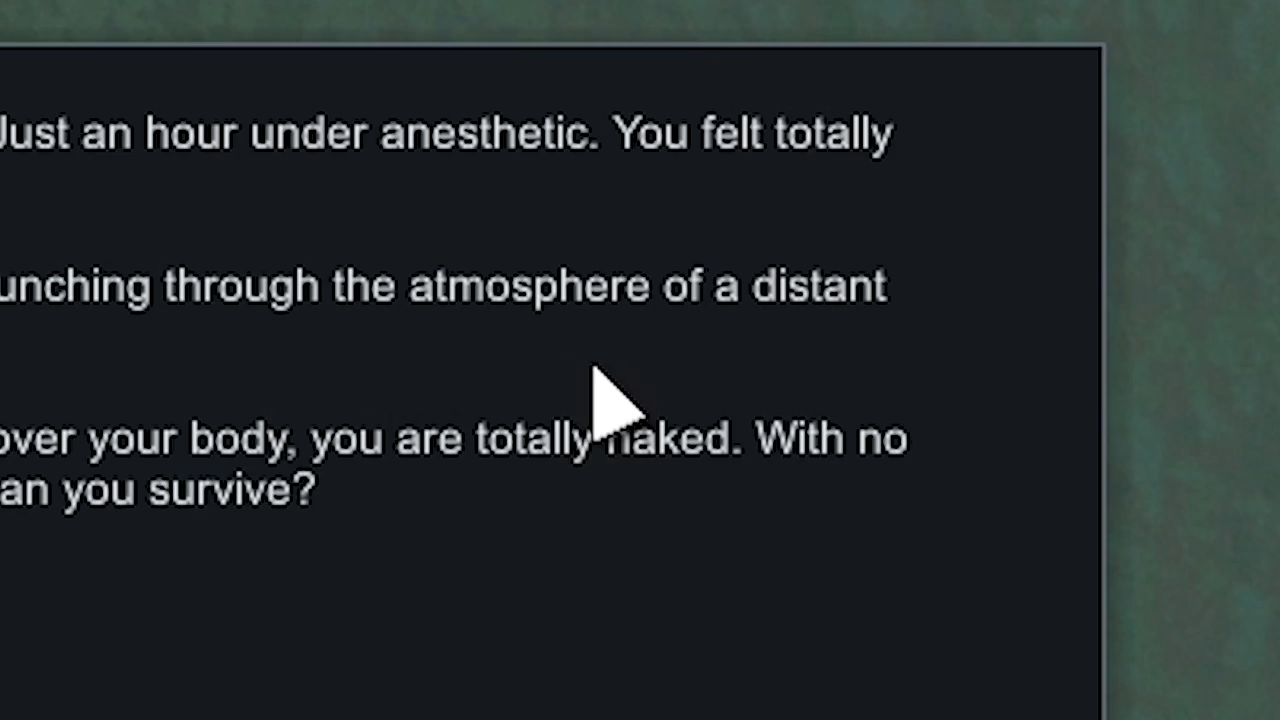 Just an hour under anesthetic. You felt totally
unching through the atmosphere of a distant
over your body, you are totally naked. With no
an you survive?